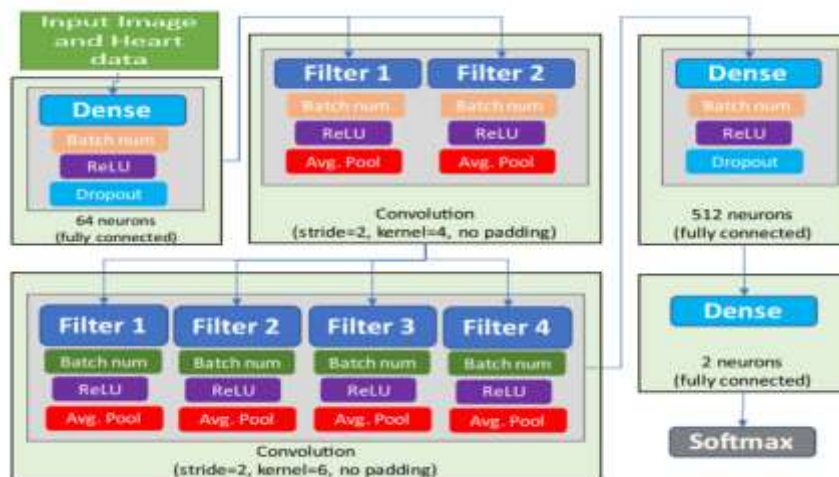 Input Image
and Heart
data
Dense
Batch num
ReLU
Dropout
64 neurons
(fully connected)
Filter 1
Batch num
ReLU
Avg. Pool
Filter 2
Batch num
ReLU
Avg. Pool
Convolution
(stride=2, kernel=4, no padding)
Filter 1
Batch num
ReLU
Avg. Pool
Filter 2
Batch num
ReLU
Avg. Pool
Filter 3
Batch num
ReLU
Avg. Pool
Filter 4
Batch num
ReLU
Avg. Pool
Convolution
(stride=2, kernel=6, no padding)
Dense
Batch num
ReLU
Dropout
512 neurons
(fully connected)
Dense
2 neurons
(fully connected)
Softmax